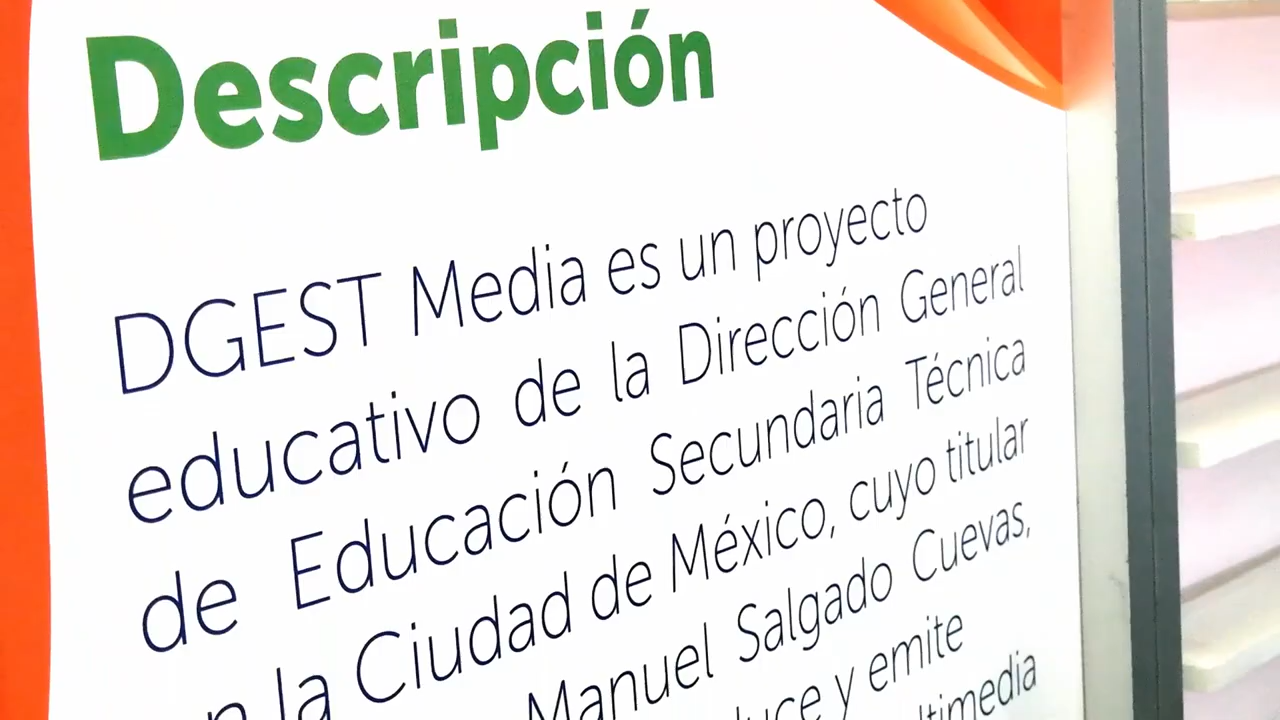 Descripción
DGEST Media es un proyecto
educativo de la Dirección General
de Educación Secundaria Técnica
la Ciudad de México, cuyo titular
Manuel Salgado Cuevas,
y emite